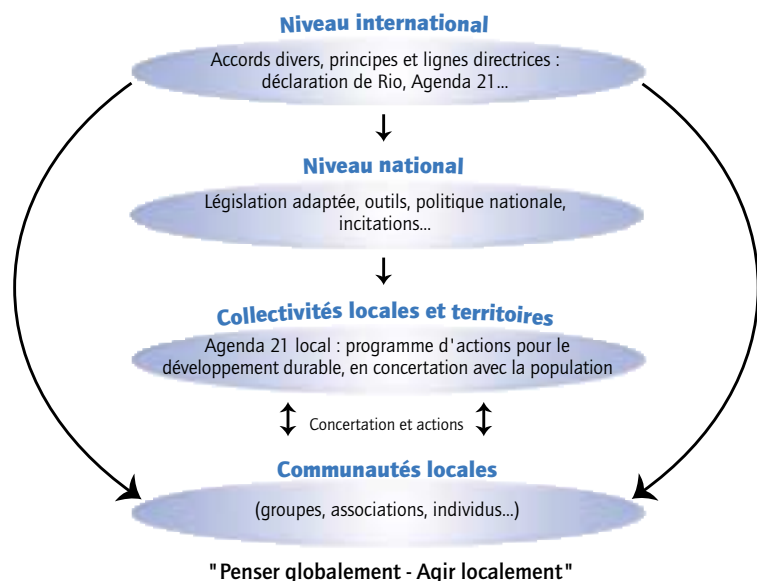 Niveau international
Accords divers, principes et lignes directrices :
déclaration de Rio, Agenda 21...
Niveau national
Législation adaptée, outils, politique nationale,
incitations...
Collectivités locales et territoires
Agenda 21 local : programme d'actions pour le
développement durable, en concertation avec la population
Concertation et actions
Communautés locales
(groupes, associations, individus...)
"Penser globalement - Agir localement"